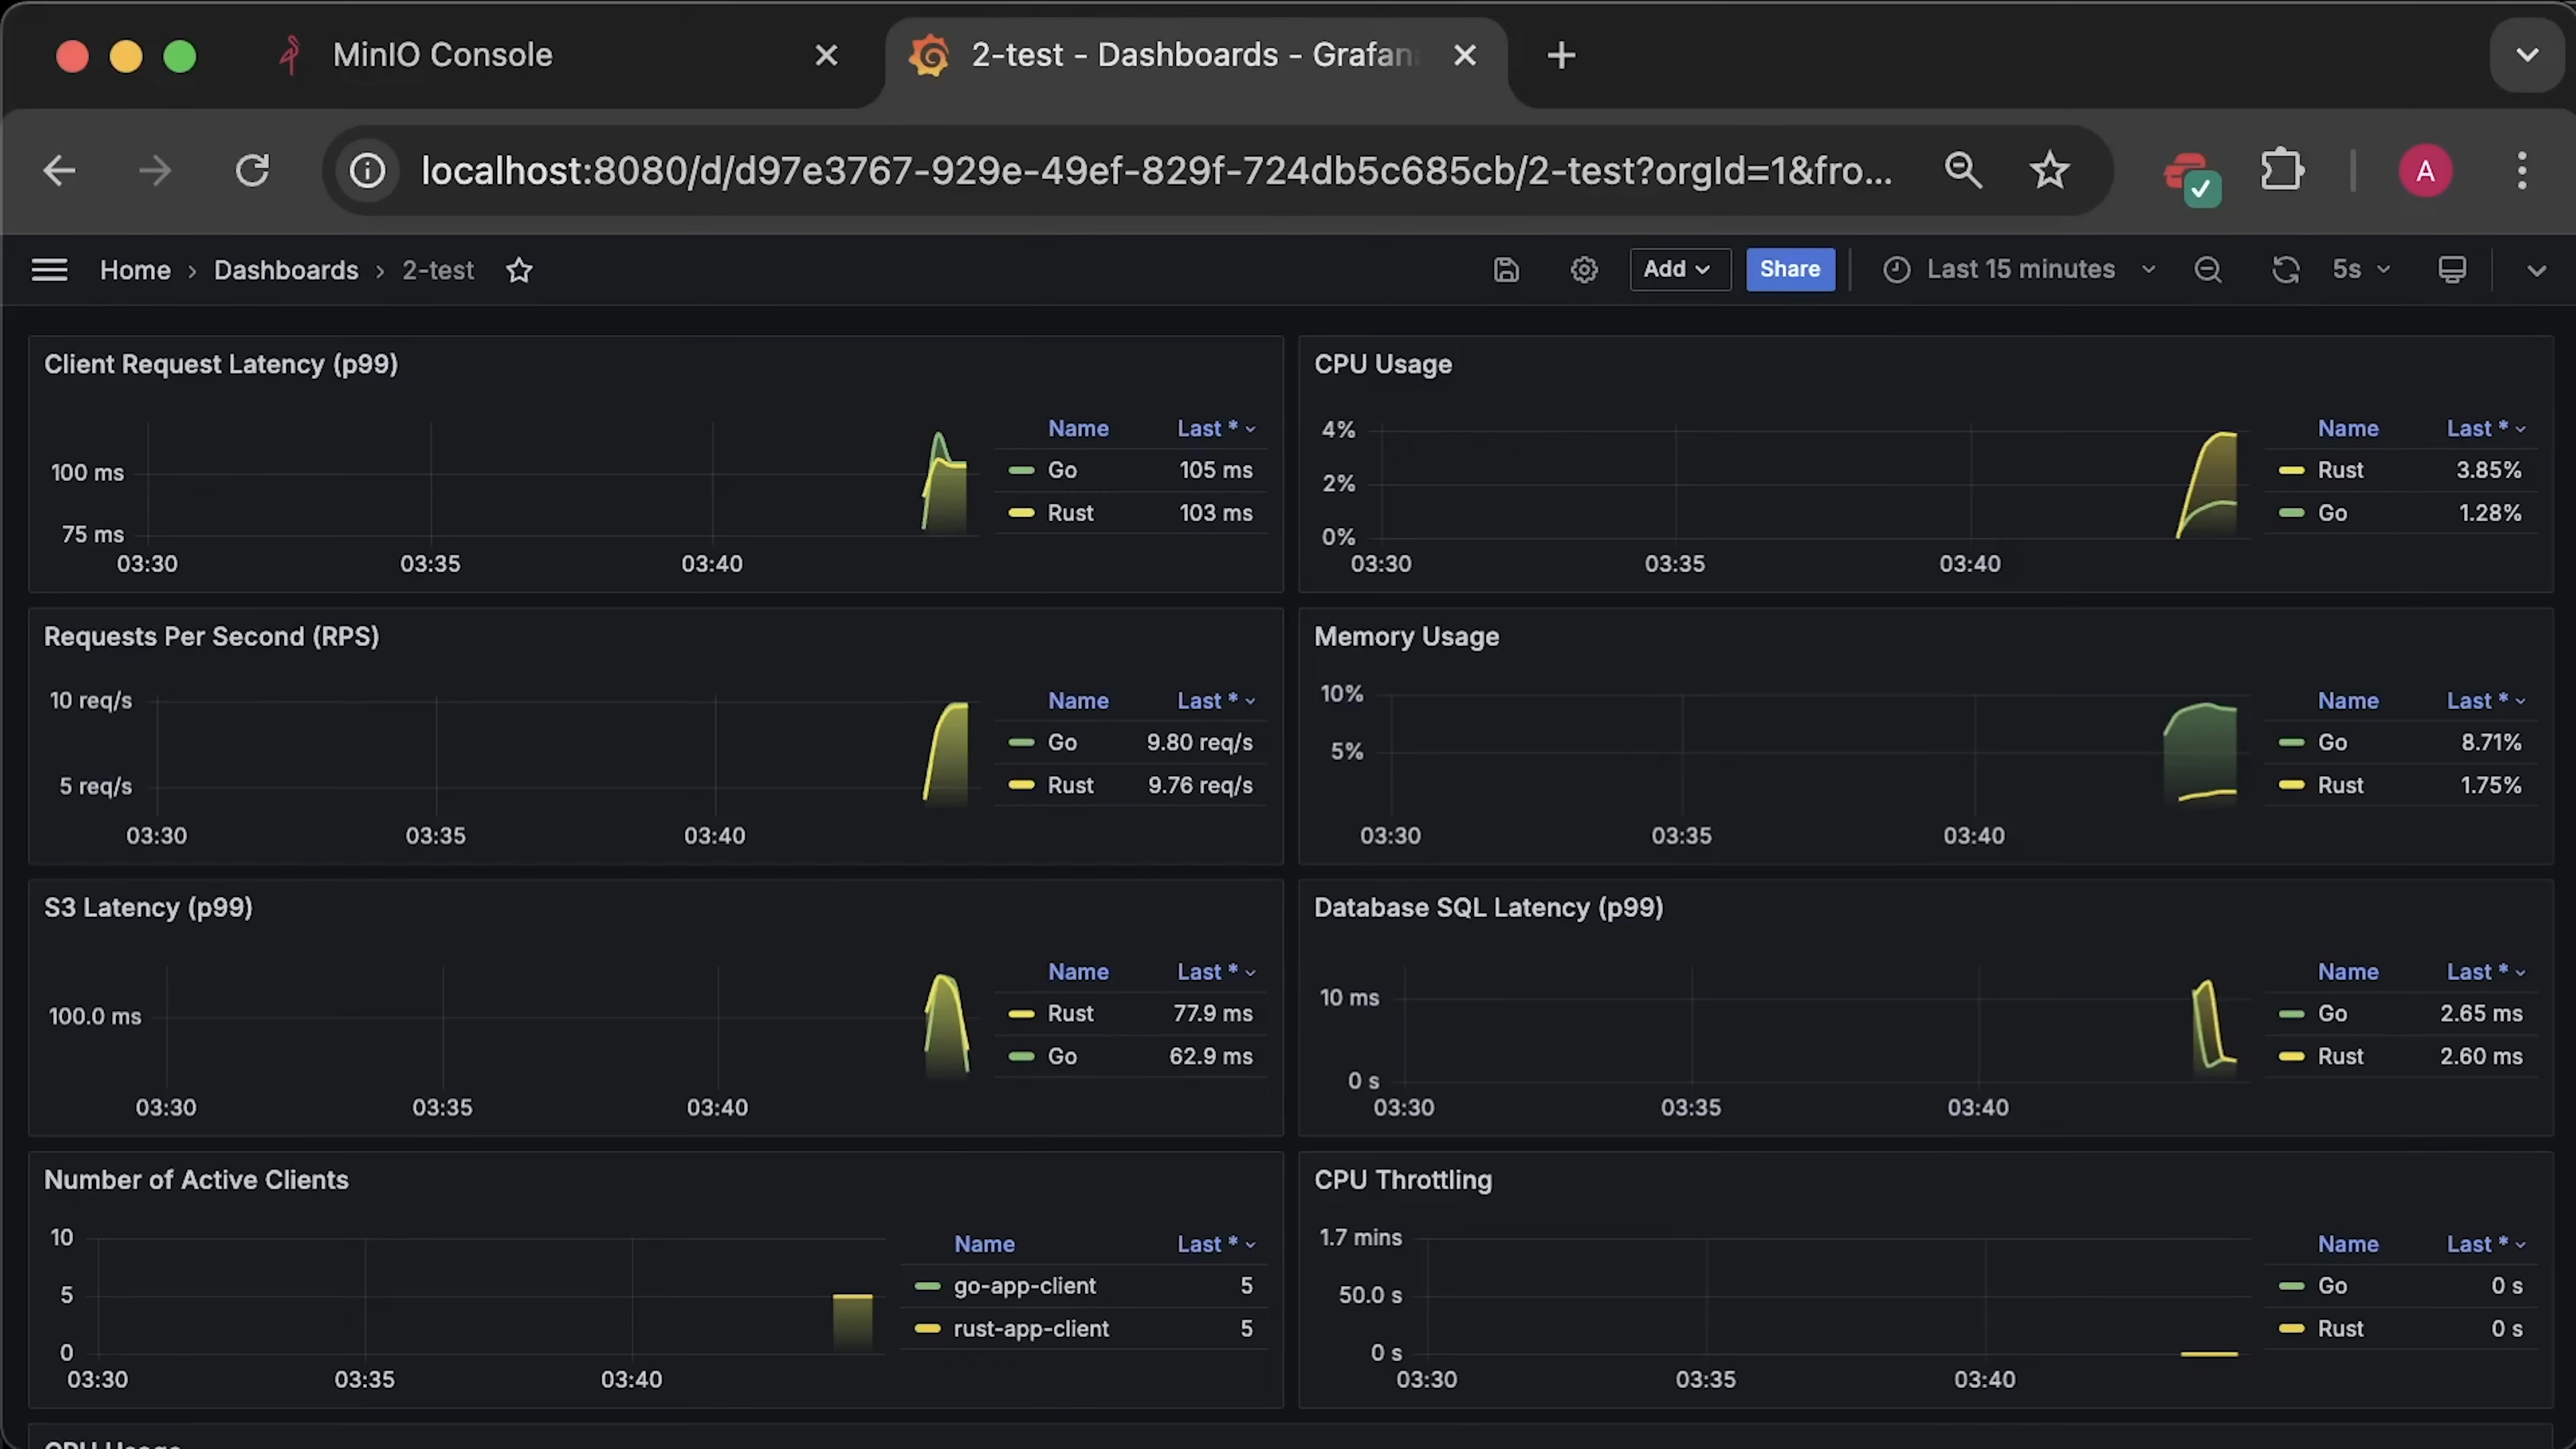 MinIO Console
2-test - Dashboards - Grafan
localhost:8080/d/d97e3767-929e-49ef-829f-724db5c685cb/2-test?orgId=1&fro...
A
Home › Dashboards › 2-test
Add
Share
Last 15 minutes
5s
Client Request Latency (p99)
100 ms
75 ms
03:30 03:35 03:40
Name Last *
Go 105 ms
Rust 103 ms
CPU Usage
4%
2%
0%
03:30 03:35 03:40
Name Last *
Rust 3.85%
Go 1.28%
Requests Per Second (RPS)
10 req/s
5 req/s
03:30 03:35 03:40
Name Last *
Go 9.80 req/s
Rust 9.76 req/s
Memory Usage
10%
5%
03:30 03:35 03:40
Name Last *
Go 8.71%
Rust 1.75%
S3 Latency (p99)
100.0 ms
03:30 03:35 03:40
Name Last *
Rust 77.9 ms
Go 62.9 ms
Database SQL Latency (p99)
10 ms
0 s
03:30 03:35 03:40
Name Last *
Go 2.65 ms
Rust 2.60 ms
Number of Active Clients
10
5
0
03:30 03:35 03:40
Name Last *
go-app-client 5
rust-app-client 5
CPU Throttling
1.7 mins
50.0 s
0 s
03:30 03:35 03:40
Name Last *
Go 0 s
Rust 0 s
CPU Usage